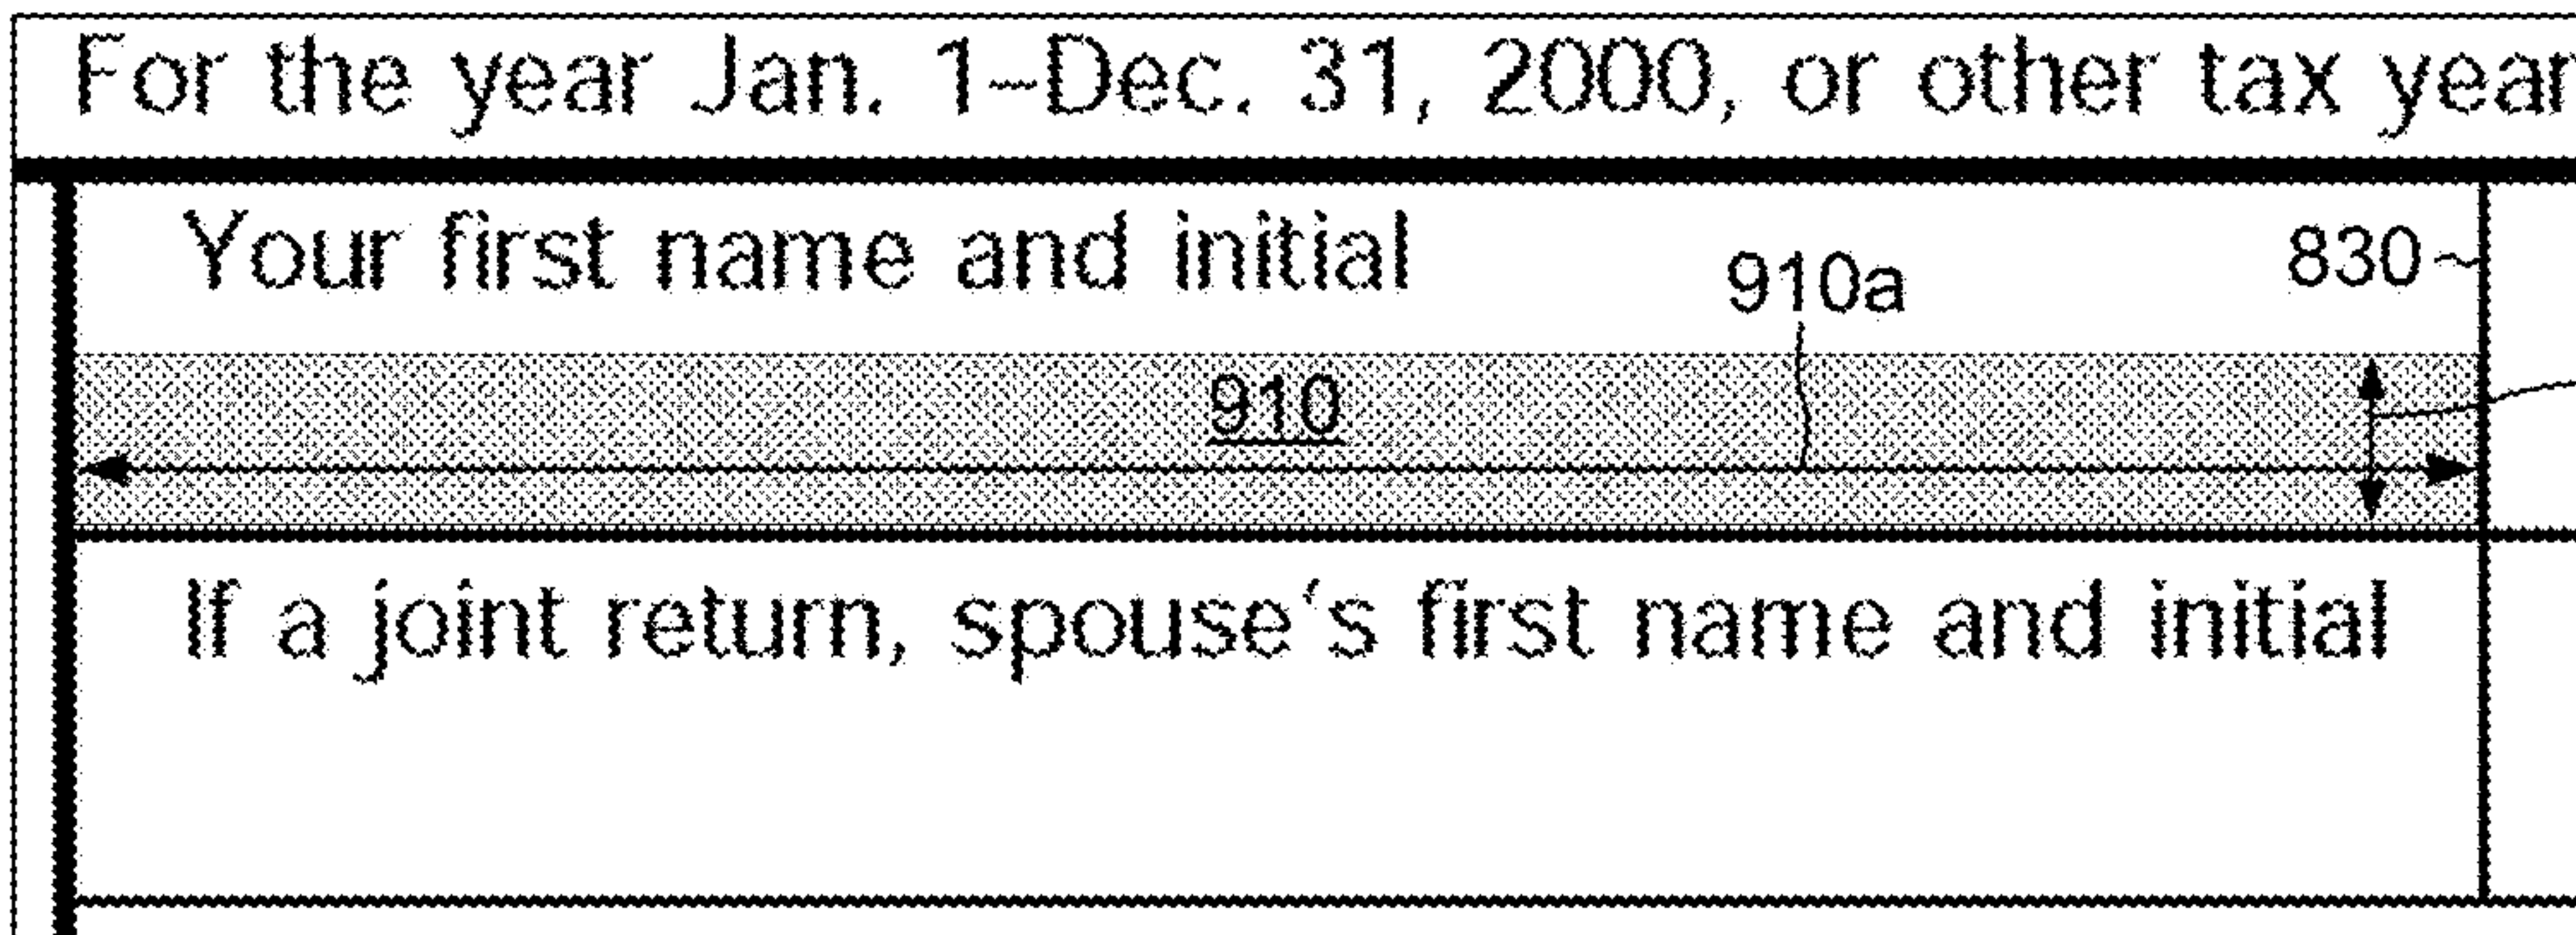 For the year Jan. 1–Dec. 31, 2000, or other tax year
Your first name and initial
910a
830
910
If a joint return, spouse's first name and initial